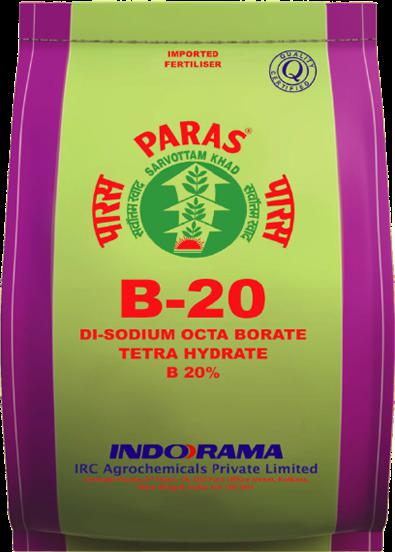 IMPORTED
FERTILISER
QUALITY
Q
CERTIFIED
PARAS®
SARVOTTAM KHAD
पारस
सर्वोत्तम खाद
सर्वोत्तम खाद
पारस
B-20
DI-SODIUM OCTA BORATE
TETRA HYDRATE
B 20%
INDORAMA
IRC Agrochemicals Private Limited